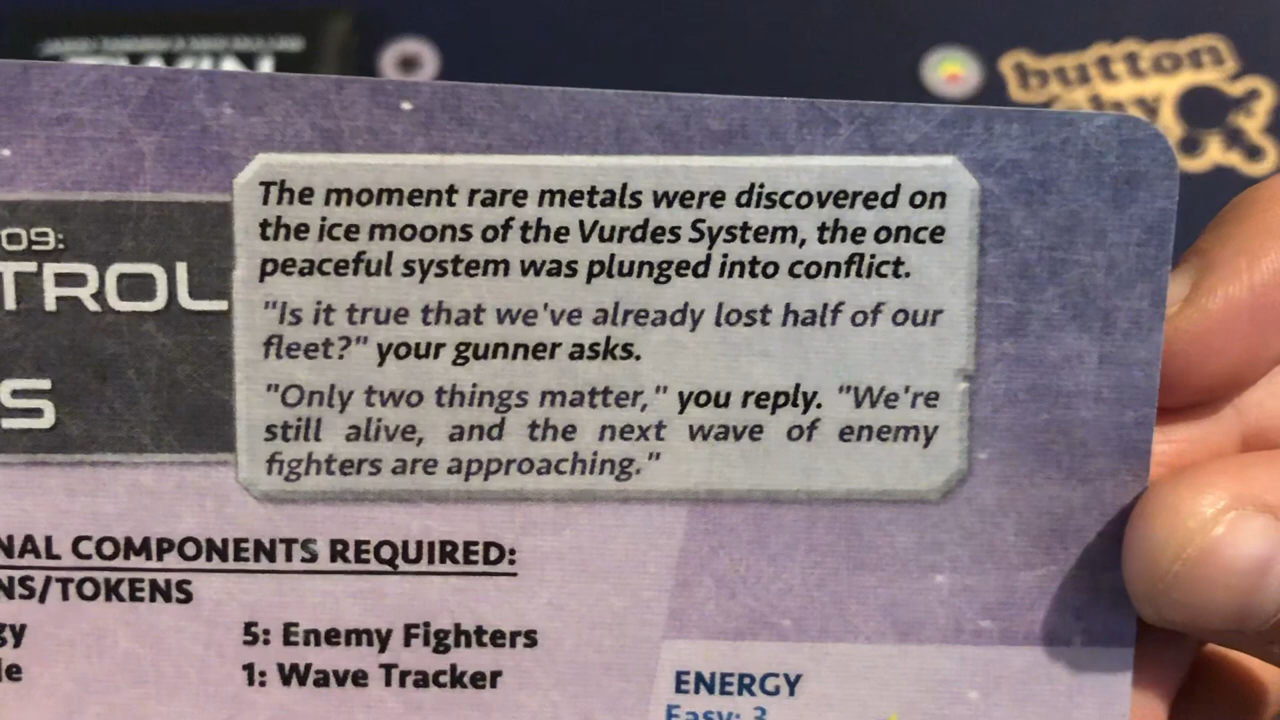 button
shy
The moment rare metals were discovered on
the ice moons of the Vurdes System, the once
peaceful system was plunged into conflict.
"Is it true that we've already lost half of our
fleet?" your gunner asks.
"Only two things matter," you reply. "We're
still alive, and the next wave of enemy
fighters are approaching."
09:
TROL
S
NAL COMPONENTS REQUIRED:
NS/TOKENS
gy
5: Enemy Fighters
le
1: Wave Tracker
ENERGY
Easy: 3